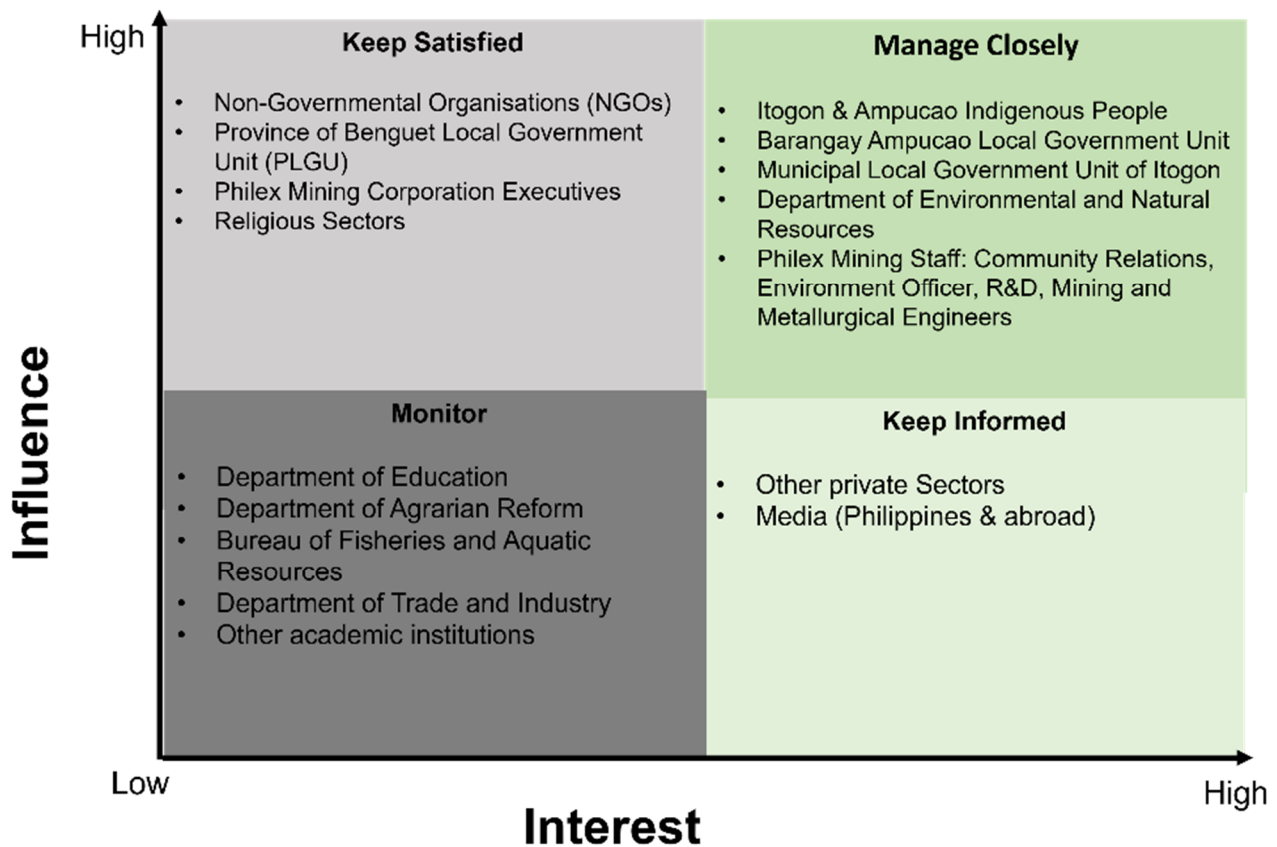 High
Keep Satisfied
• Non-Governmental Organisations (NGOs)
• Province of Benguet Local Government
Unit (PLGU)
• Philex Mining Corporation Executives
• Religious Sectors
Manage Closely
• Itogon & Ampucao Indigenous People
• Barangay Ampucao Local Government Unit
• Municipal Local Government Unit of Itogon
• Department of Environmental and Natural
Resources
• Philex Mining Staff: Community Relations,
Environment Officer, R&D, Mining and
Metallurgical Engineers
Influence
Monitor
• Department of Education
• Department of Agrarian Reform
• Bureau of Fisheries and Aquatic
Resources
• Department of Trade and Industry
• Other academic institutions
Keep Informed
• Other private Sectors
• Media (Philippines & abroad)
Low
High
Interest